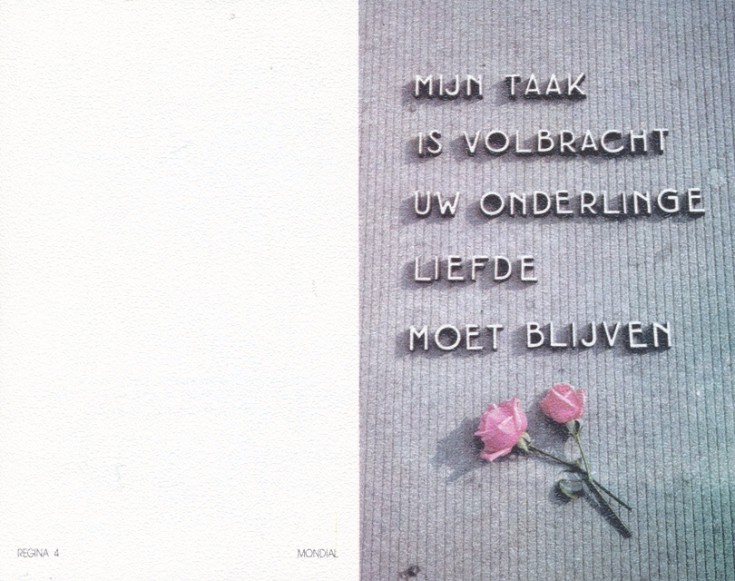 REGINA 4
MONDIAL
MIJN TAAK
IS VOLBRACHT
UW ONDERLINGE
LIEFDE
MOET BLIJVEN